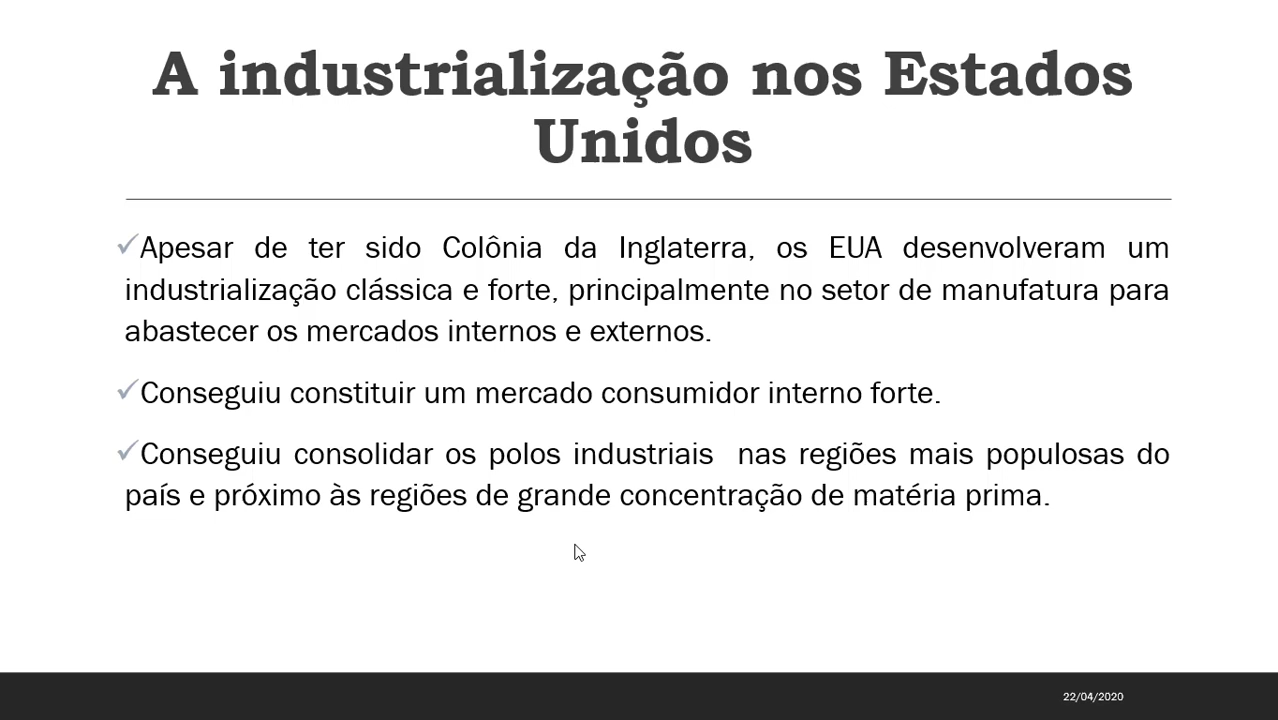 A industrialização nos Estados
Unidos
✓Apesar de ter sido Colônia da Inglaterra, os EUA desenvolveram um
industrialização clássica e forte, principalmente no setor de manufatura para
abastecer os mercados internos e externos.
✓Conseguiu constituir um mercado consumidor interno forte.
✓Conseguiu consolidar os polos industriais nas regiões mais populosas do
país e próximo às regiões de grande concentração de matéria prima.
22/04/2020